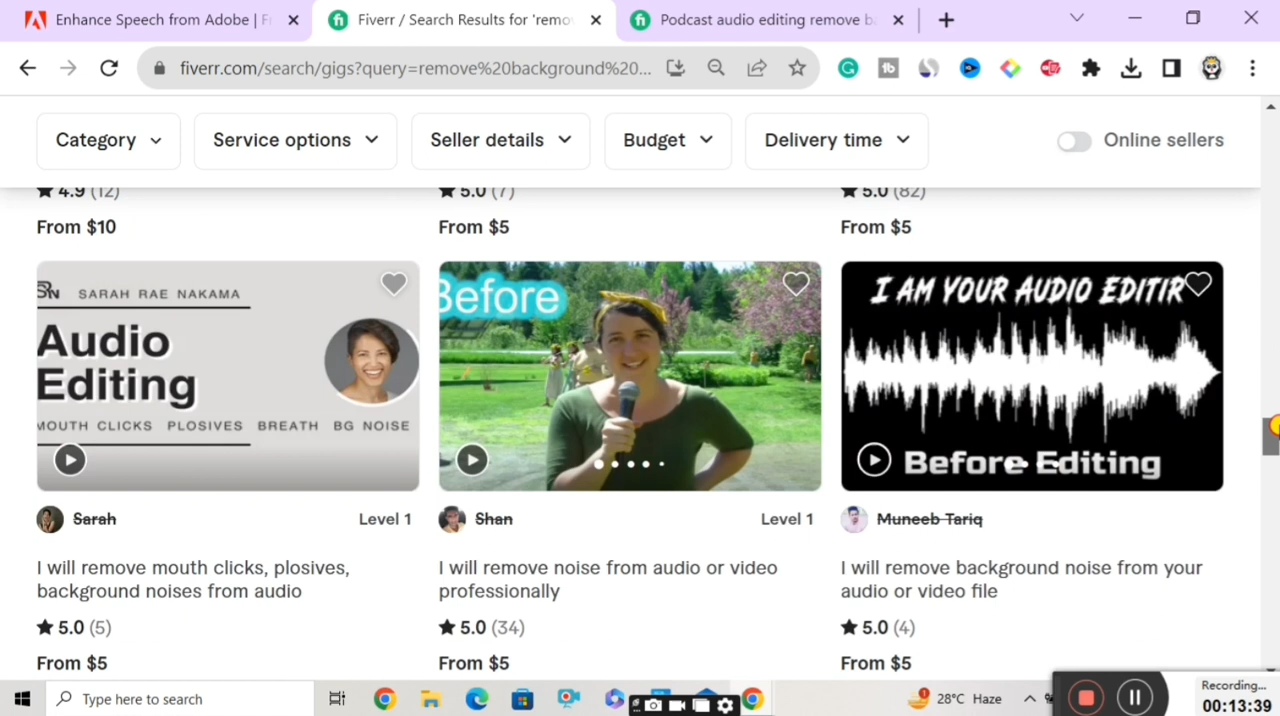 Enhance Speech from Adobe | F
Fiverr / Search Results for 'remo
Podcast audio editing remove b
fiverr.com/search/gigs?query=remove%20background%20...
Category
Service options
Seller details
Budget
Delivery time
Online sellers
4.9 (12)
5.0 (7)
5.0 (82)
From $10
From $5
From $5
SARAH RAE NAKAMA
Audio
Editing
MOUTH CLICKS PLOSIVES BREATH BG NOISE
Before
I AM YOUR AUDIO EDITIR
Before Editing
Sarah
Level 1
Shan
Level 1
Muneeb Tariq
I will remove mouth clicks, plosives,
background noises from audio
I will remove noise from audio or video
professionally
I will remove background noise from your
audio or video file
5.0 (5)
5.0 (34)
5.0 (4)
From $5
From $5
From $5
Type here to search
28°C Haze
Recording...
00:13:39